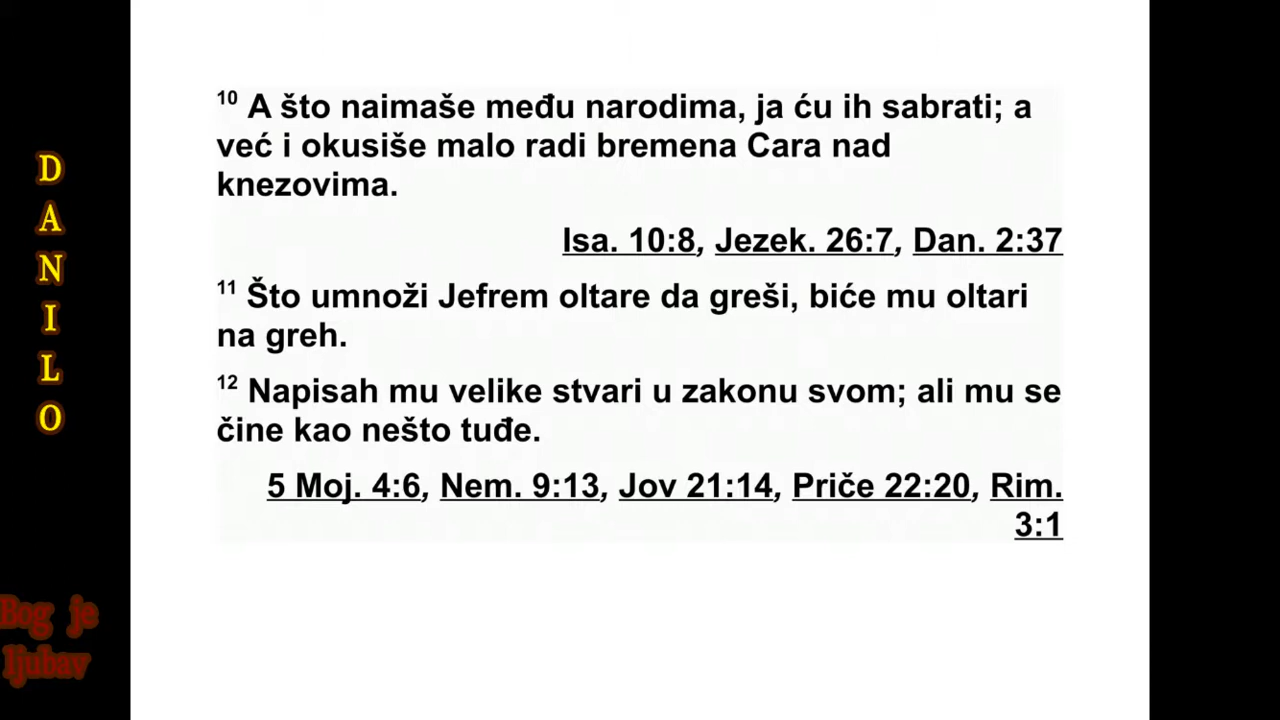 D
A
N
I
L
O
Bog je
ljubav
10 A što naimaše među narodima, ja ću ih sabrati; a
već i okusiše malo radi bremena Cara nad
knezovima.
Isa. 10:8, Jezek. 26:7, Dan. 2:37
11 Što umnoži Jefrem oltare da greši, biće mu oltari
na greh.
12 Napisah mu velike stvari u zakonu svom; ali mu se
čine kao nešto tuđe.
5 Moj. 4:6, Nem. 9:13, Jov 21:14, Priče 22:20, Rim.
3:1